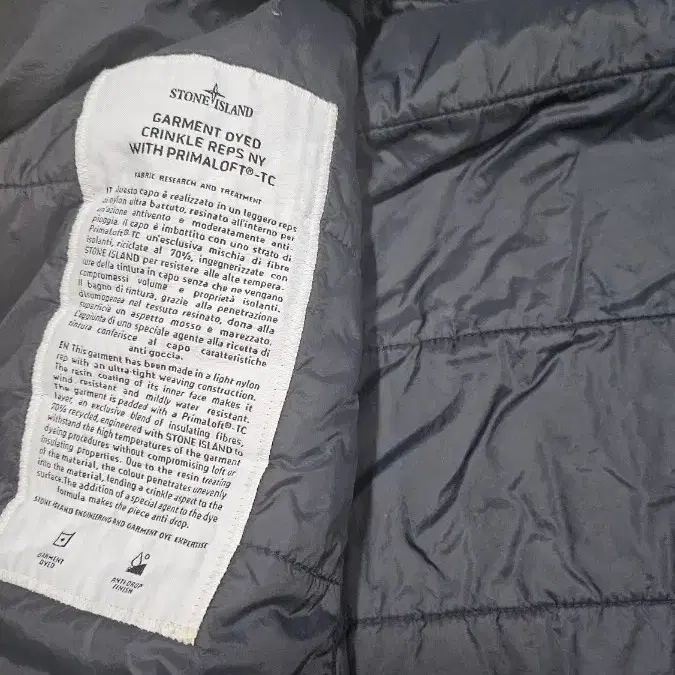 STONE ISLAND
GARMENT DYED
CRINKLE REPS NY
WITH PRIMALOFT®-TC
FABRIC RESEARCH AND TREATMENT
IT Questo capo è realizzato in un leggero reps
di nylon ultra battuto, resinato all'interno per
un'azione antivento e moderatamente anti-
pioggia. Il capo è imbottito con uno strato di
PrimaLoft®-TC un'esclusiva mischia di fibre
isolanti, riciclate al 70%, ingegnerizzate con
STONE ISLAND per resistere alle alte tempera-
ture della tintura in capo senza che ne vengano
compromessi volume e proprietà isolanti.
Il bagno di tintura, grazie alla penetrazione
disomogenea nel tessuto resinato, dona alla
superficie un aspetto mosso e marezzato.
L'aggiunta di uno speciale agente alla ricetta di
tintura conferisce al capo caratteristiche
anti goccia.
EN This garment has been made in a light nylon
rep with an ultra-tight weaving construction.
The resin coating of its inner face makes it
wind resistant and mildly water resistant.
The garment is padded with a PrimaLoft®-TC
layer, an exclusive blend of insulating fibres,
70% recycled, engineered with STONE ISLAND to
withstand the high temperatures of the garment
dyeing procedures without compromising loft or
insulating properties. Due to the resin treating
of the material, the colour penetrates unevenly
into the material, lending a crinkle aspect to the
surface. The addition of a special agent to the dye
formula makes the piece anti drop.
STONE ISLAND ENGINEERING AND GARMENT DYE EXPERTISE
GARMENT
DYED
ANTI DROP
FINISH